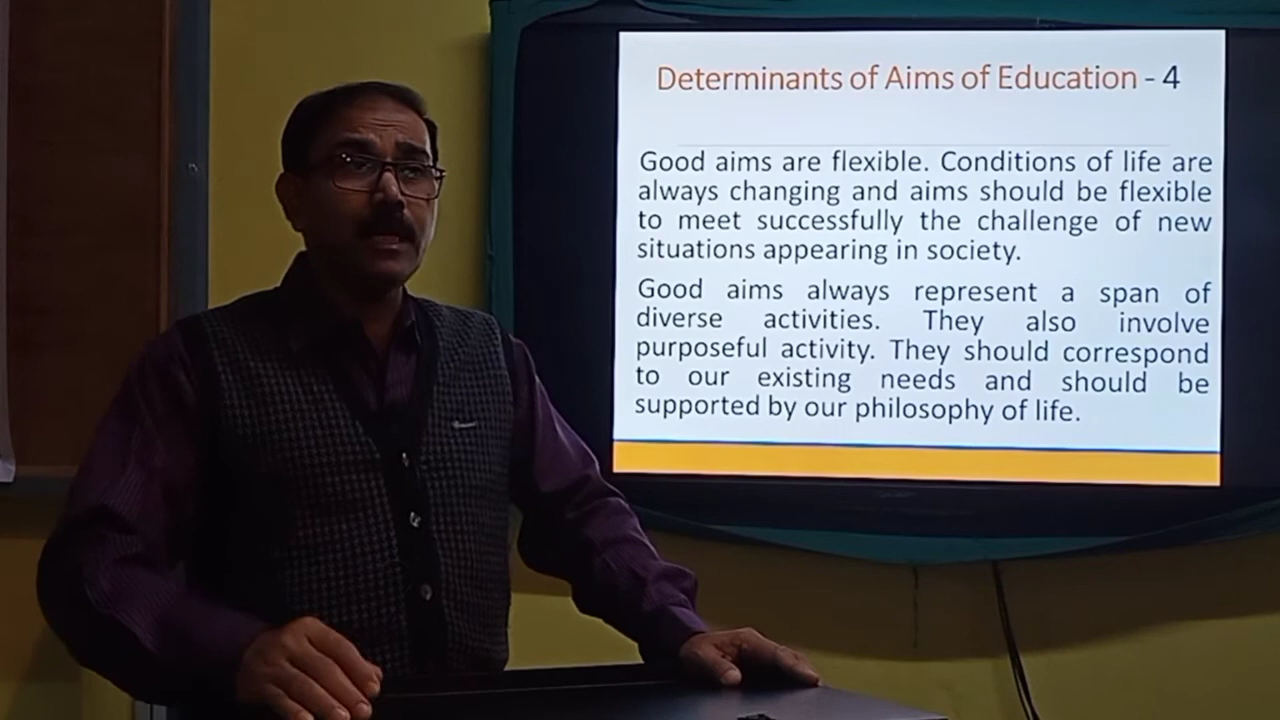 Determinants of Aims of Education - 4
Good aims are flexible. Conditions of life are
always changing and aims should be flexible
to meet successfully the challenge of new
situations appearing in society.
Good aims always represent a span of
diverse activities. They also involve
purposeful activity. They should correspond
to our existing needs and should be
supported by our philosophy of life.